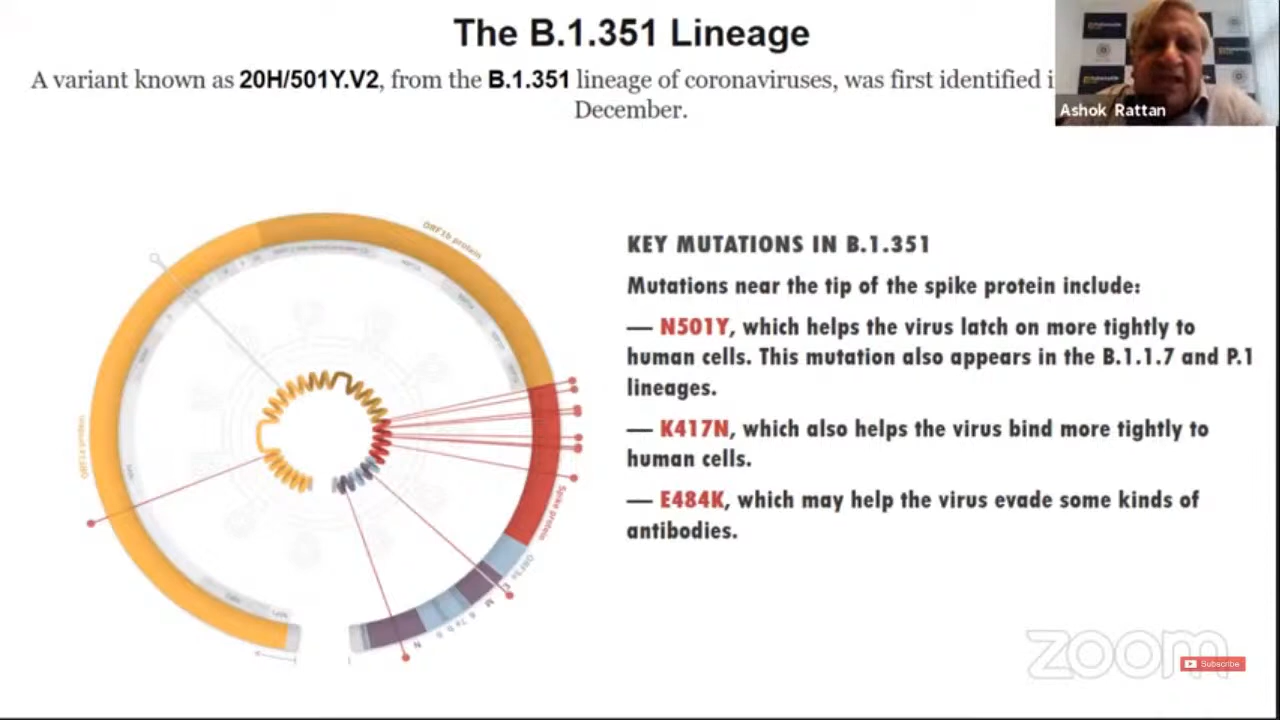 The B.1.351 Lineage
A variant known as 20H/501Y.V2, from the B.1.351 lineage of coronaviruses, was first identified i
December.
Ashok Rattan
ORF1b protein
ORF1a protein
Spike protein
E
M
N
KEY MUTATIONS IN B.1.351
Mutations near the tip of the spike protein include:
— N501Y, which helps the virus latch on more tightly to
human cells. This mutation also appears in the B.1.1.7 and P.1
lineages.
— K417N, which also helps the virus bind more tightly to
human cells.
— E484K, which may help the virus evade some kinds of
antibodies.
zoom
Subscribe